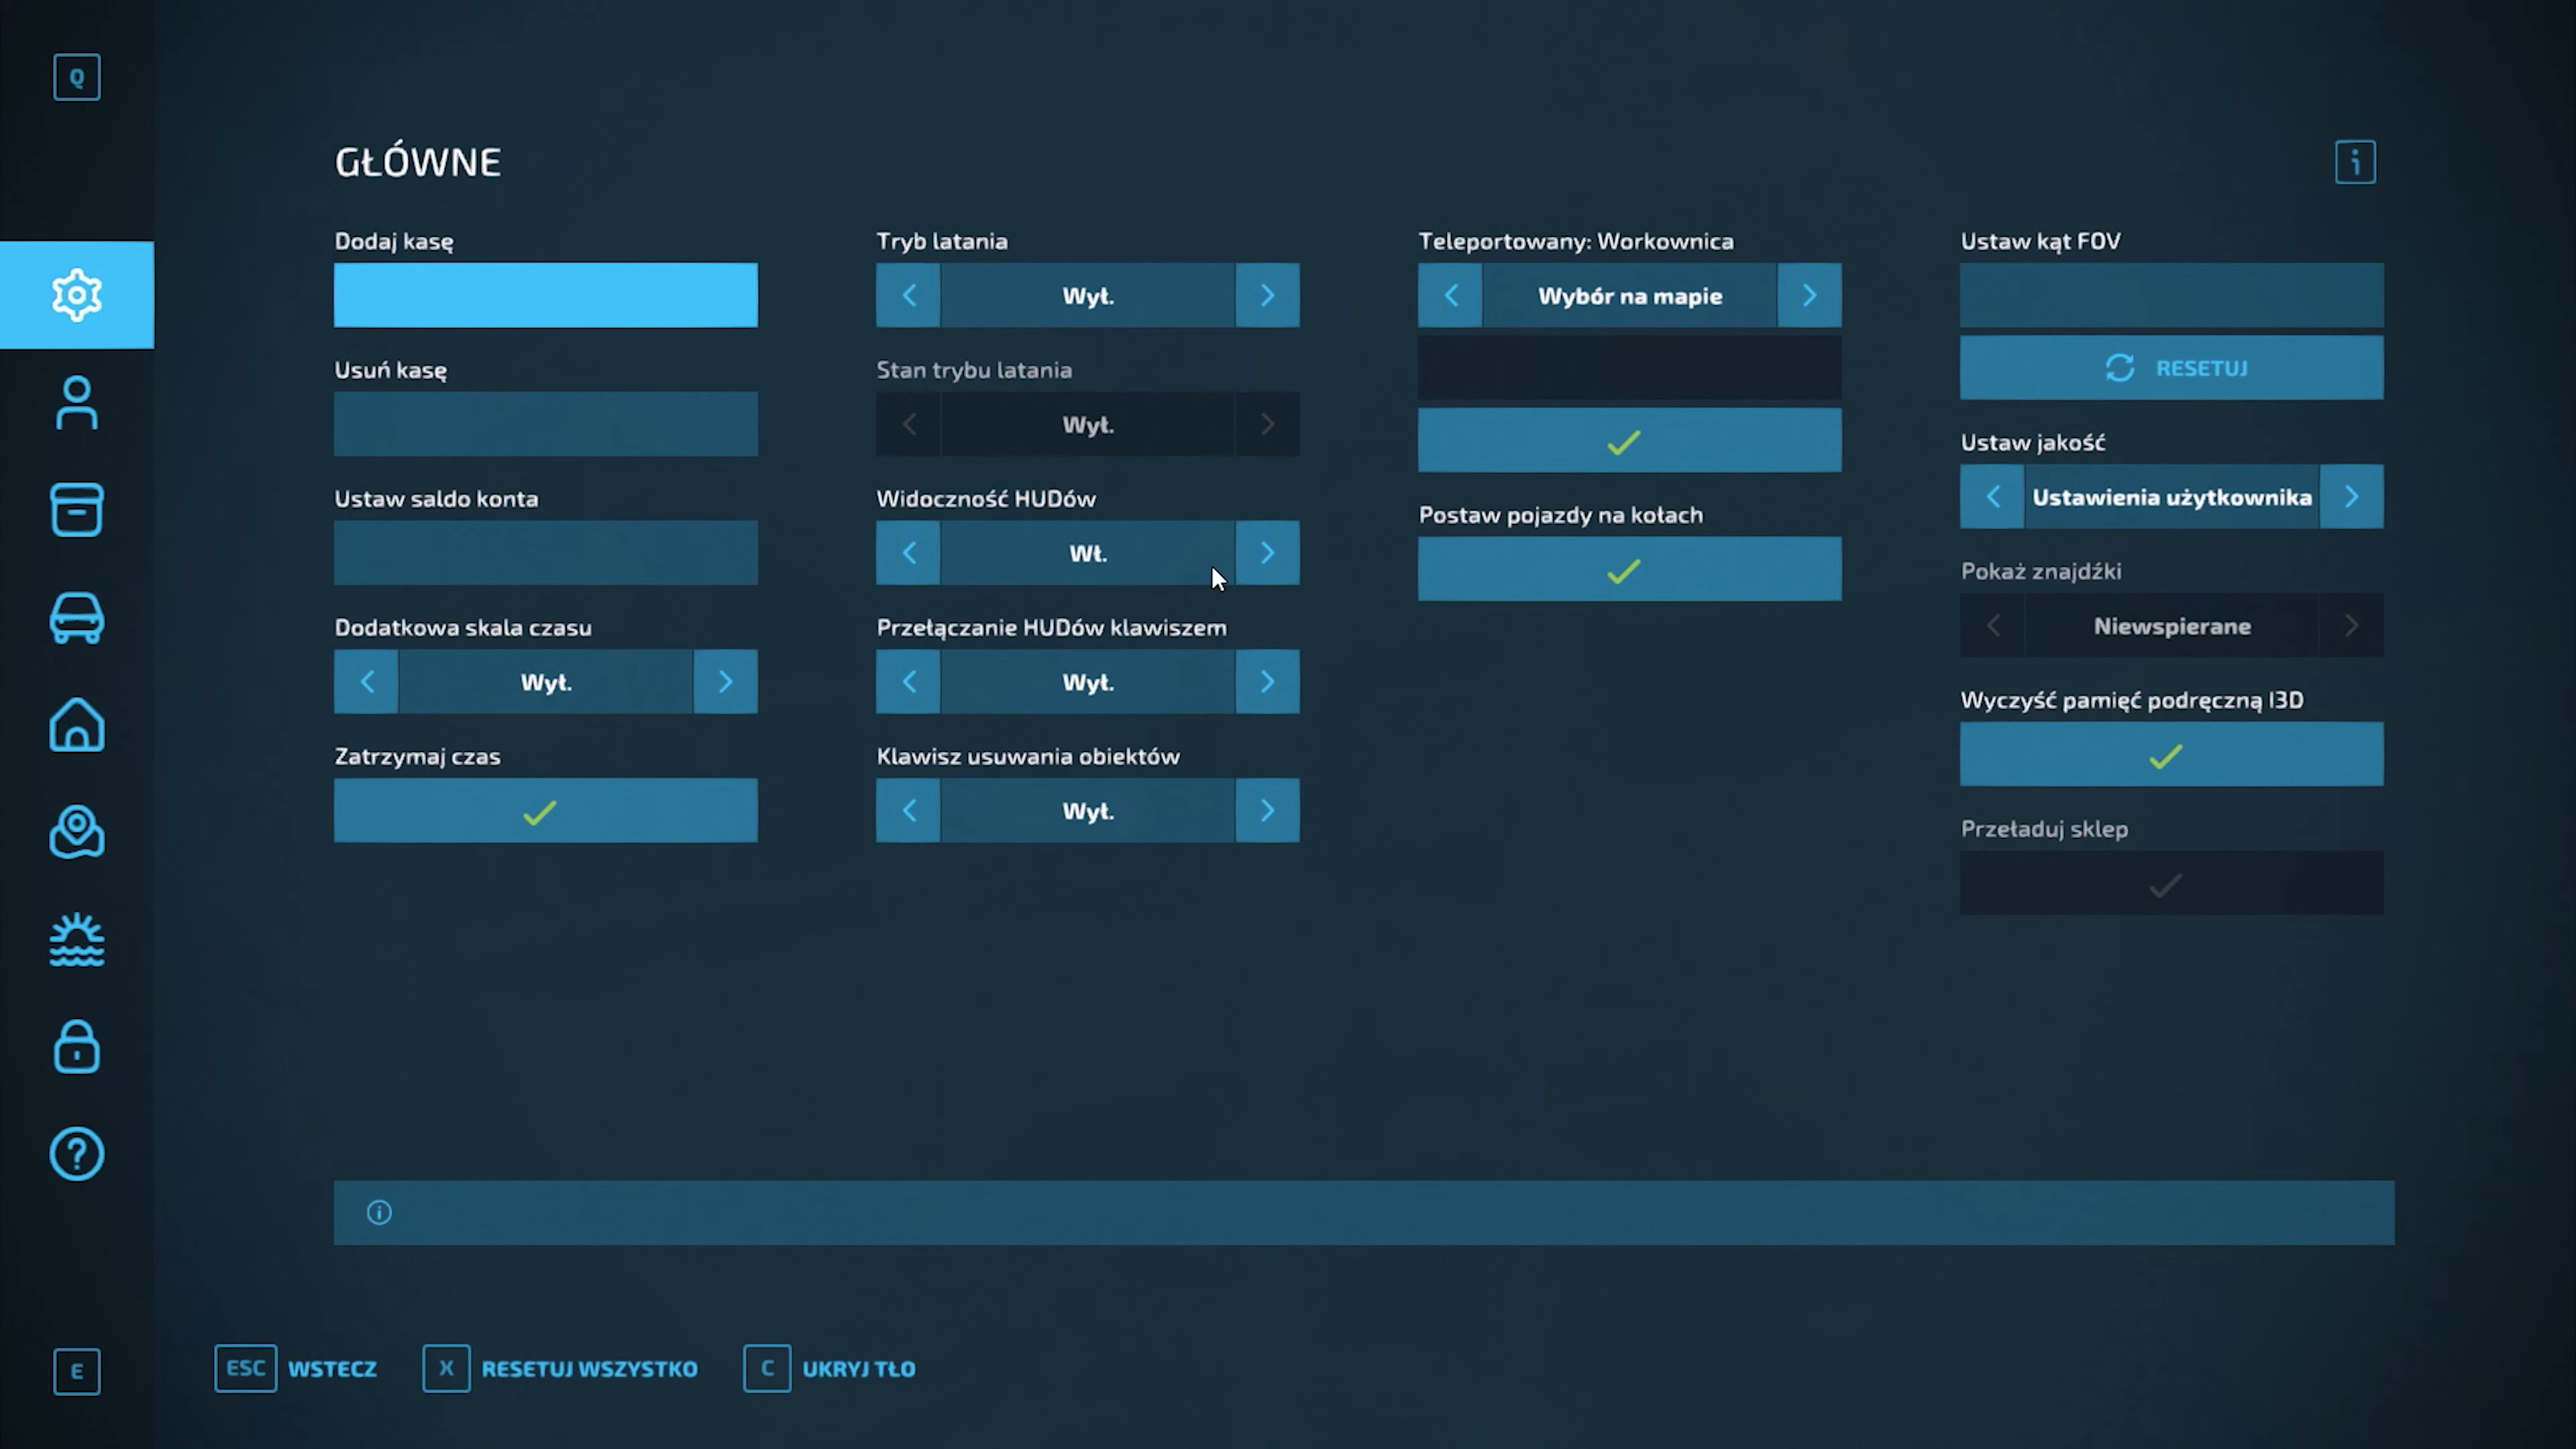 Q
GŁÓWNE
Dodaj kasę
Usuń kasę
Ustaw saldo konta
Dodatkowa skala czasu
Wył.
Zatrzymaj czas
Tryb latania
Wył.
Stan trybu latania
Wył.
Widoczność HUDów
Wł.
Przełączanie HUDów klawiszem
Wył.
Klawisz usuwania obiektów
Wył.
Teleportowany: Workownica
Wybór na mapie
Postaw pojazdy na kołach
Ustaw kąt FOV
RESETUJ
Ustaw jakość
Ustawienia użytkownika
Pokaż znajdźki
Niewspierane
Wyczyść pamięć podręczną I3D
Przeładuj sklep
E
ESC WSTECZ
X RESETUJ WSZYSTKO
C UKRYJ TŁO